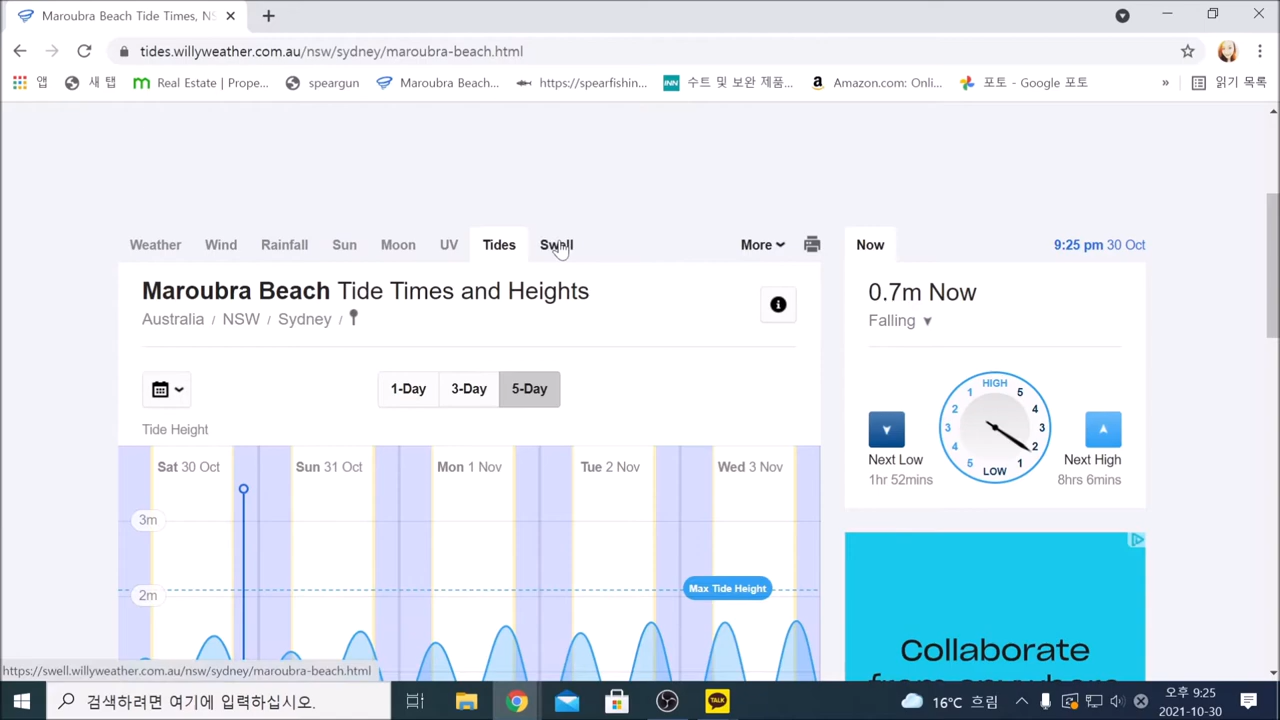 Maroubra Beach Tide Times, NS
tides.willyweather.com.au/nsw/sydney/maroubra-beach.html
앱 새 탭 Real Estate | Prope... speargun Maroubra Beach... https://spearfishin... 수트 및 보완 제품... Amazon.com: Onli... 포토 - Google 포토 » 읽기 목록
Weather Wind Rainfall Sun Moon UV Tides Swell More
Now 9:25 pm 30 Oct
Maroubra Beach Tide Times and Heights
Australia / NSW / Sydney /
0.7m Now
Falling
1-Day 3-Day 5-Day
Tide Height
HIGH
1 2 3 4 5
5 4 3 2 1
LOW
Next Low
1hr 52mins
Next High
8hrs 6mins
Sat 30 Oct Sun 31 Oct Mon 1 Nov Tue 2 Nov Wed 3 Nov
3m
Max Tide Height
2m
Collaborate
from anywhere
https://swell.willyweather.com.au/nsw/sydney/maroubra-beach.html
검색하려면 여기에 입력하십시오.
TALK
16°C 흐림
오후 9:25
2021-10-30